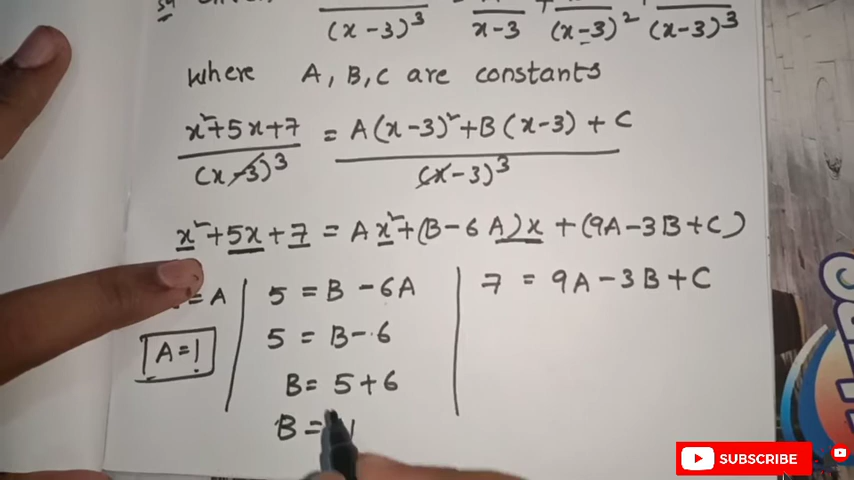 (x-3)³ x-3 + (x-3)² (x-3)³
where A, B, C are constants
x²+5x+7 = A(x-3)²+B(x-3)+C
(x-3)³ (x-3)³
x²+5x+7 = Ax²+(B-6A)x+(9A-3B+C)
= A 5 = B-6A 7 = 9A-3B+C
A=1 5 = B-6
B= 5+6
B=
SUBSCRIBE